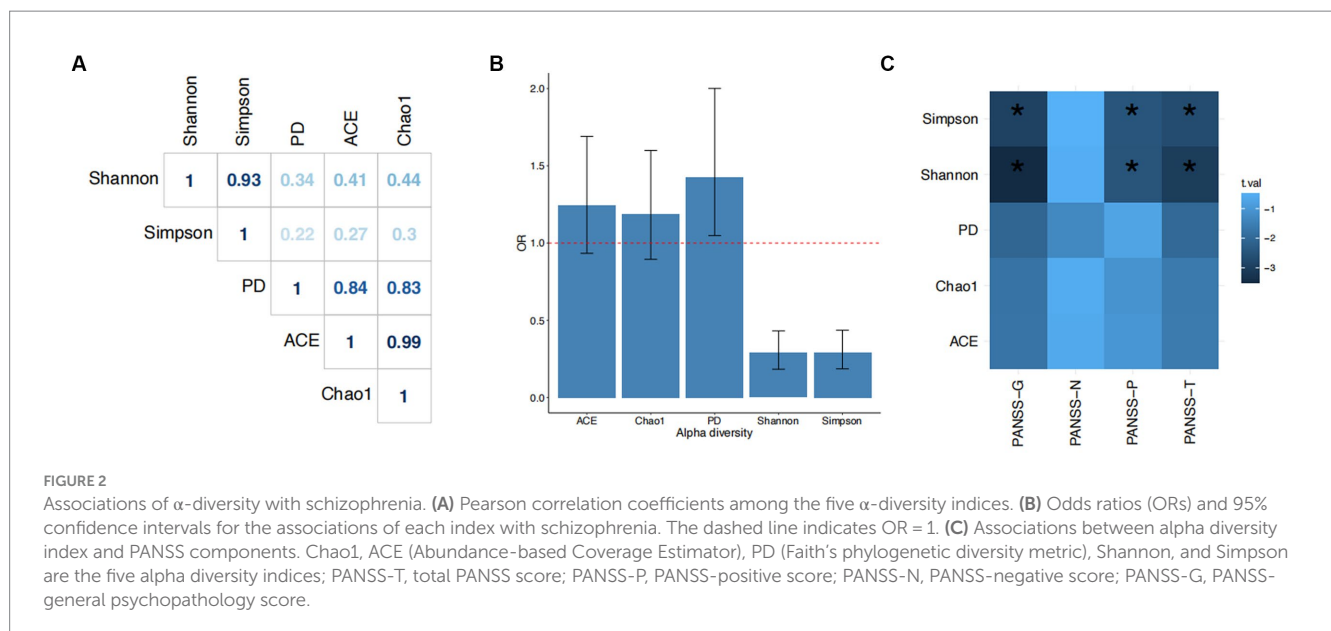 A
Shannon
Simpson
PD
ACE
Chao1
Shannon 1 0.93 0.34 0.41 0.44
Simpson 1 0.22 0.27 0.3
PD 1 0.84 0.83
ACE 1 0.99
Chao1 1
B
2.0
1.5
1.0
0.5
0.0
OR
ACE Chao1 PD Shannon Simpson
Alpha diversity
C
Simpson * * *
Shannon * * *
PD
Chao1
ACE
PANSS-G
PANSS-N
PANSS-P
PANSS-T
t.val
-1
-2
-3
FIGURE 2
Associations of α-diversity with schizophrenia. (A) Pearson correlation coefficients among the five α-diversity indices. (B) Odds ratios (ORs) and 95%
confidence intervals for the associations of each index with schizophrenia. The dashed line indicates OR = 1. (C) Associations between alpha diversity
index and PANSS components. Chao1, ACE (Abundance-based Coverage Estimator), PD (Faith's phylogenetic diversity metric), Shannon, and Simpson
are the five alpha diversity indices; PANSS-T, total PANSS score; PANSS-P, PANSS-positive score; PANSS-N, PANSS-negative score; PANSS-G, PANSS-
general psychopathology score.